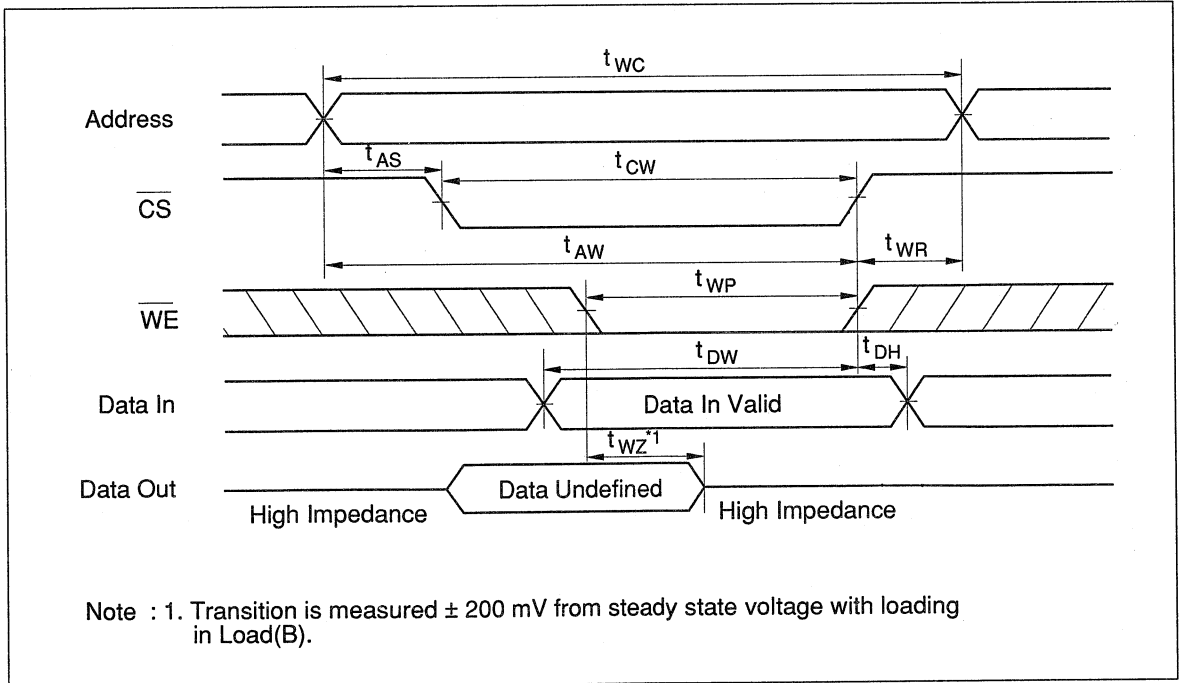 t WC
Address
t AS
t CW
CS
t AW
t WR
t WP
WE
t DW
t DH
Data In
Data In Valid
t WZ *1
Data Out
Data Undefined
High Impedance
High Impedance
Note : 1. Transition is measured ± 200 mV from steady state voltage with loading
in Load(B).